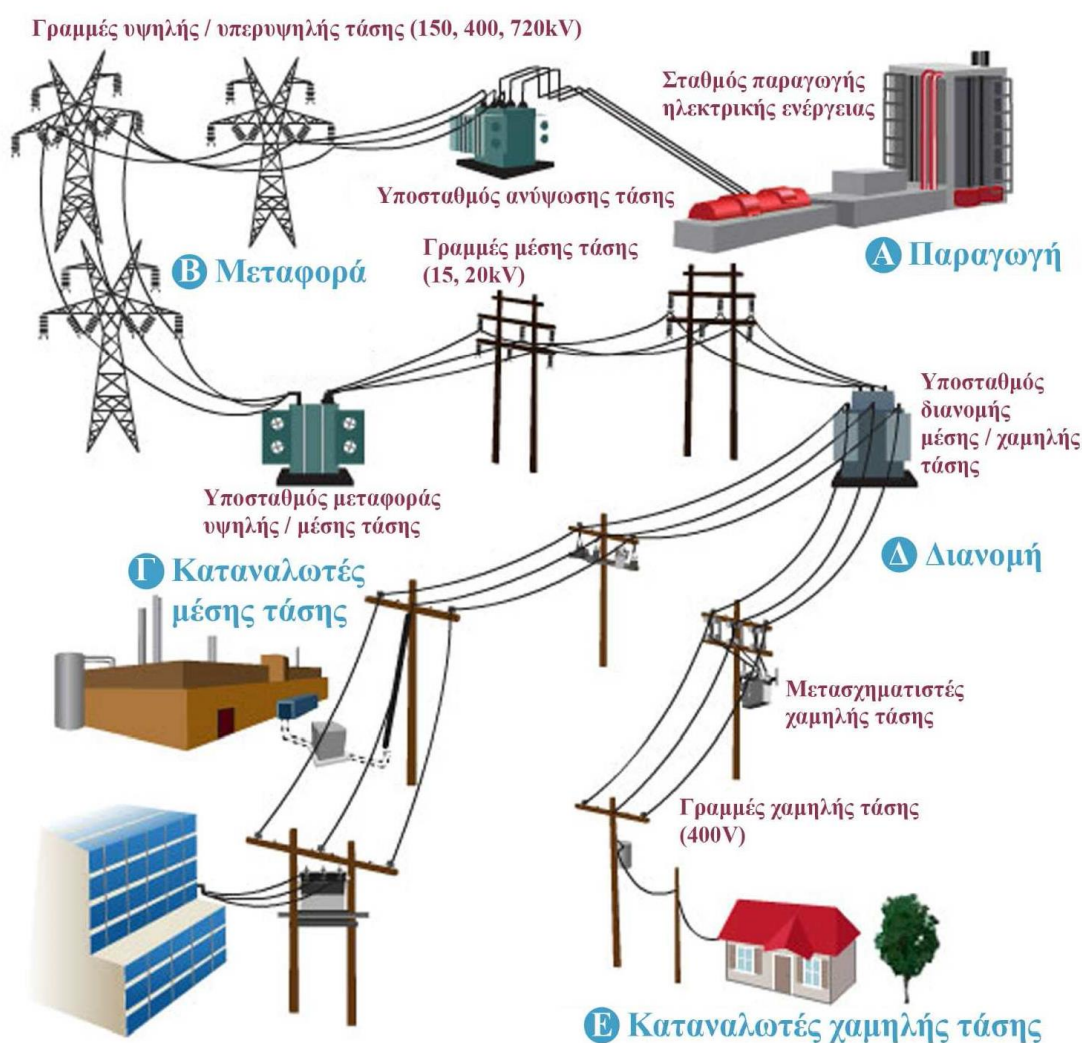 Γραμμές υψηλής / υπερυψηλής τάσης (150, 400, 720kV)
Σταθμός παραγωγής
ηλεκτρικής ενέργειας
Υποσταθμός ανύψωσης τάσης
Α Παραγωγή
Β Μεταφορά
Γραμμές μέσης τάσης
(15, 20kV)
Υποσταθμός
διανομής
μέσης / χαμηλής
τάσης
Υποσταθμός μεταφοράς
υψηλής / μέσης τάσης
Δ Διανομή
Γ Καταναλωτές
μέσης τάσης
Μετασχηματιστές
χαμηλής τάσης
Γραμμές χαμηλής τάσης
(400V)
Ε Καταναλωτές χαμηλής τάσης